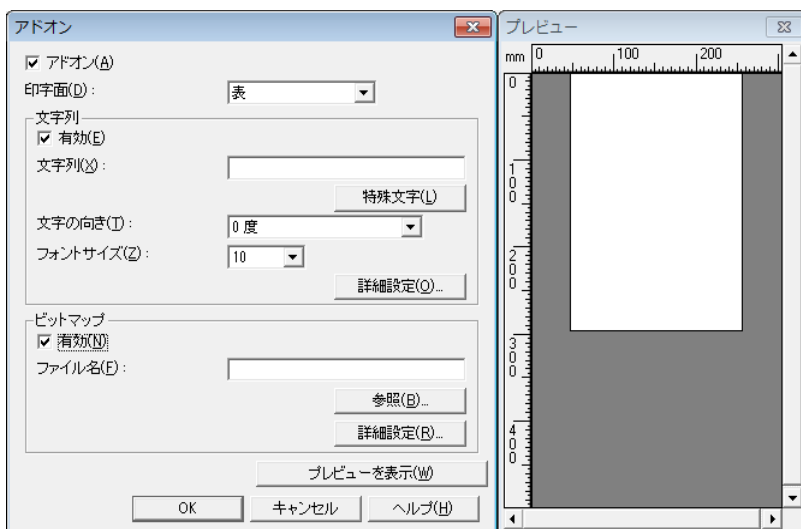 アドオン
アドオン(A)
印字面(D):
表
文字列
有効(E)
文字列(X):
特殊文字(L)
文字の向き(T):
0 度
フォントサイズ(Z):
10
詳細設定(O)...
ビットマップ
有効(N)
ファイル名(F):
参照(B)...
詳細設定(R)...
プレビューを表示(W)
OK
キャンセル
ヘルプ(H)
プレビュー
mm
0
100
200
0
100
200
300
400